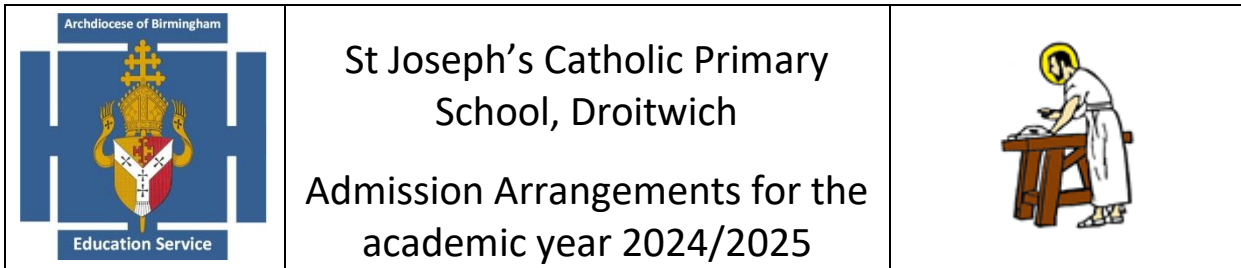 Archdiocese of Birmingham
Education Service
St Joseph’s Catholic Primary
School, Droitwich
Admission Arrangements for the
academic year 2024/2025